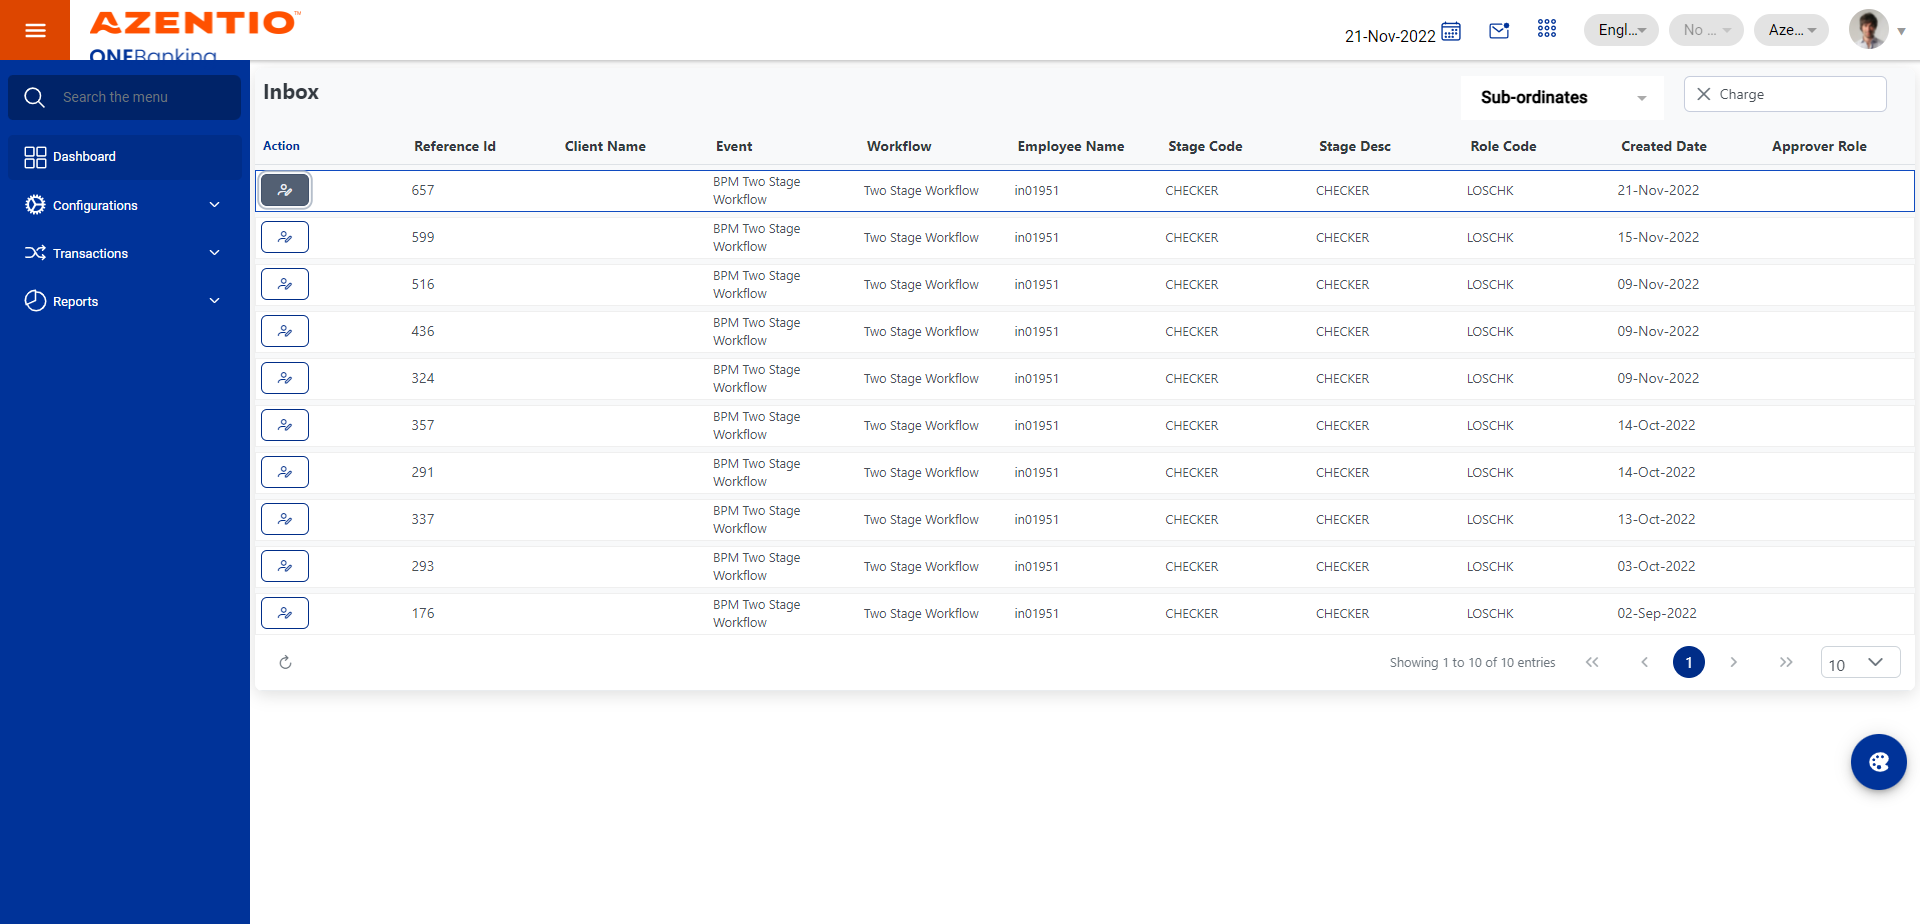 AZENTIO™
ONEBanking
21-Nov-2022
Engl...
No ...
Aze...
Search the menu
Dashboard
Configurations
Transactions
Reports
Inbox
Sub-ordinates
Charge
Action Reference Id Client Name Event Workflow Employee Name Stage Code Stage Desc Role Code Created Date Approver Role
657 BPM Two Stage Workflow Two Stage Workflow in01951 CHECKER CHECKER LOSCHK 21-Nov-2022
599 BPM Two Stage Workflow Two Stage Workflow in01951 CHECKER CHECKER LOSCHK 15-Nov-2022
516 BPM Two Stage Workflow Two Stage Workflow in01951 CHECKER CHECKER LOSCHK 09-Nov-2022
436 BPM Two Stage Workflow Two Stage Workflow in01951 CHECKER CHECKER LOSCHK 09-Nov-2022
324 BPM Two Stage Workflow Two Stage Workflow in01951 CHECKER CHECKER LOSCHK 09-Nov-2022
357 BPM Two Stage Workflow Two Stage Workflow in01951 CHECKER CHECKER LOSCHK 14-Oct-2022
291 BPM Two Stage Workflow Two Stage Workflow in01951 CHECKER CHECKER LOSCHK 14-Oct-2022
337 BPM Two Stage Workflow Two Stage Workflow in01951 CHECKER CHECKER LOSCHK 13-Oct-2022
293 BPM Two Stage Workflow Two Stage Workflow in01951 CHECKER CHECKER LOSCHK 03-Oct-2022
176 BPM Two Stage Workflow Two Stage Workflow in01951 CHECKER CHECKER LOSCHK 02-Sep-2022
Showing 1 to 10 of 10 entries
1
10